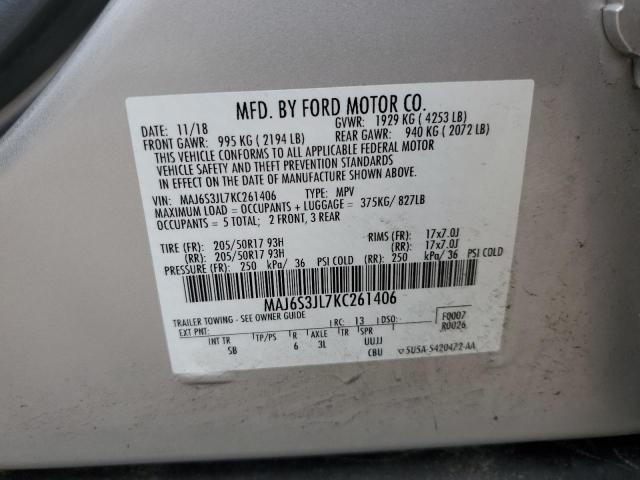 MFD. BY FORD MOTOR CO.
DATE: 11/18 GVWR: 1929 KG ( 4253 LB)
FRONT GAWR: 995 KG ( 2194 LB) REAR GAWR: 940 KG ( 2072 LB)
THIS VEHICLE CONFORMS TO ALL APPLICABLE FEDERAL MOTOR
VEHICLE SAFETY AND THEFT PREVENTION STANDARDS
IN EFFECT ON THE DATE OF MANUFACTURE SHOWN ABOVE.
VIN: MAJ6S3JL7KC261406 TYPE: MPV
MAXIMUM LOAD = OCCUPANTS + LUGGAGE = 375KG/ 827LB
OCCUPANTS = 5 TOTAL; 2 FRONT, 3 REAR
TIRE (FR): 205/50R17 93H RIMS (FR): 17x7.0J
(RR): 205/50R17 93H (RR): 17x7.0J
PRESSURE (FR): 250 kPa/ 36 PSI COLD (RR): 250 kPa/ 36 PSI COLD
MAJ6S3JL7KC261406
TRAILER TOWING - SEE OWNER GUIDE
EXT PNT: RC: 13 DSO: F0007
R0026
INT TR TP/PS R AXLE TR SPR
SB 6 3L UUJJ
CBU 5U5A-5420472-AA